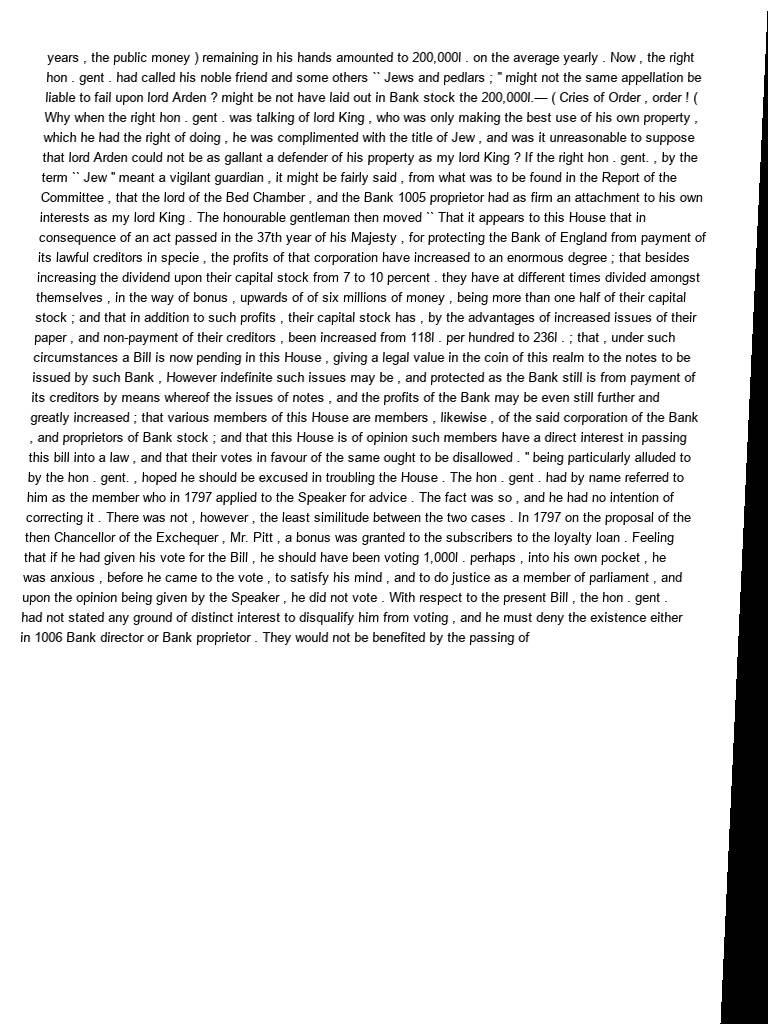 years , the public money ) remaining in his hands amounted to 200,000l . on the average yearly . Now , the right
hon . gent . had called his noble friend and some others `` Jews and pedlars ; '' might not the same appellation be
liable to fail upon lord Arden ? might be not have laid out in Bank stock the 200,000l.— ( Cries of Order , order ! (
Why when the right hon . gent . was talking of lord King , who was only making the best use of his own property ,
which he had the right of doing , he was complimented with the title of Jew , and was it unreasonable to suppose
that lord Arden could not be as gallant a defender of his property as my lord King ? If the right hon . gent. , by the
term `` Jew '' meant a vigilant guardian , it might be fairly said , from what was to be found in the Report of the
Committee , that the lord of the Bed Chamber , and the Bank 1005 proprietor had as firm an attachment to his own
interests as my lord King . The honourable gentleman then moved `` That it appears to this House that in
consequence of an act passed in the 37th year of his Majesty , for protecting the Bank of England from payment of
its lawful creditors in specie , the profits of that corporation have increased to an enormous degree ; that besides
increasing the dividend upon their capital stock from 7 to 10 percent . they have at different times divided amongst
themselves , in the way of bonus , upwards of of six millions of money , being more than one half of their capital
stock ; and that in addition to such profits , their capital stock has , by the advantages of increased issues of their
paper , and non-payment of their creditors , been increased from 118l . per hundred to 236l . ; that , under such
circumstances a Bill is now pending in this House , giving a legal value in the coin of this realm to the notes to be
issued by such Bank , However indefinite such issues may be , and protected as the Bank still is from payment of
its creditors by means whereof the issues of notes , and the profits of the Bank may be even still further and
greatly increased ; that various members of this House are members , likewise , of the said corporation of the Bank
, and proprietors of Bank stock ; and that this House is of opinion such members have a direct interest in passing
this bill into a law , and that their votes in favour of the same ought to be disallowed . '' being particularly alluded to
by the hon . gent. , hoped he should be excused in troubling the House . The hon . gent . had by name referred to
him as the member who in 1797 applied to the Speaker for advice . The fact was so , and he had no intention of
correcting it . There was not , however , the least similitude between the two cases . In 1797 on the proposal of the
then Chancellor of the Exchequer , Mr. Pitt , a bonus was granted to the subscribers to the loyalty loan . Feeling
that if he had given his vote for the Bill , he should have been voting 1,000l . perhaps , into his own pocket , he
was anxious , before he came to the vote , to satisfy his mind , and to do justice as a member of parliament , and
upon the opinion being given by the Speaker , he did not vote . With respect to the present Bill , the hon . gent .
had not stated any ground of distinct interest to disqualify him from voting , and he must deny the existence either
in 1006 Bank director or Bank proprietor . They would not be benefited by the passing of